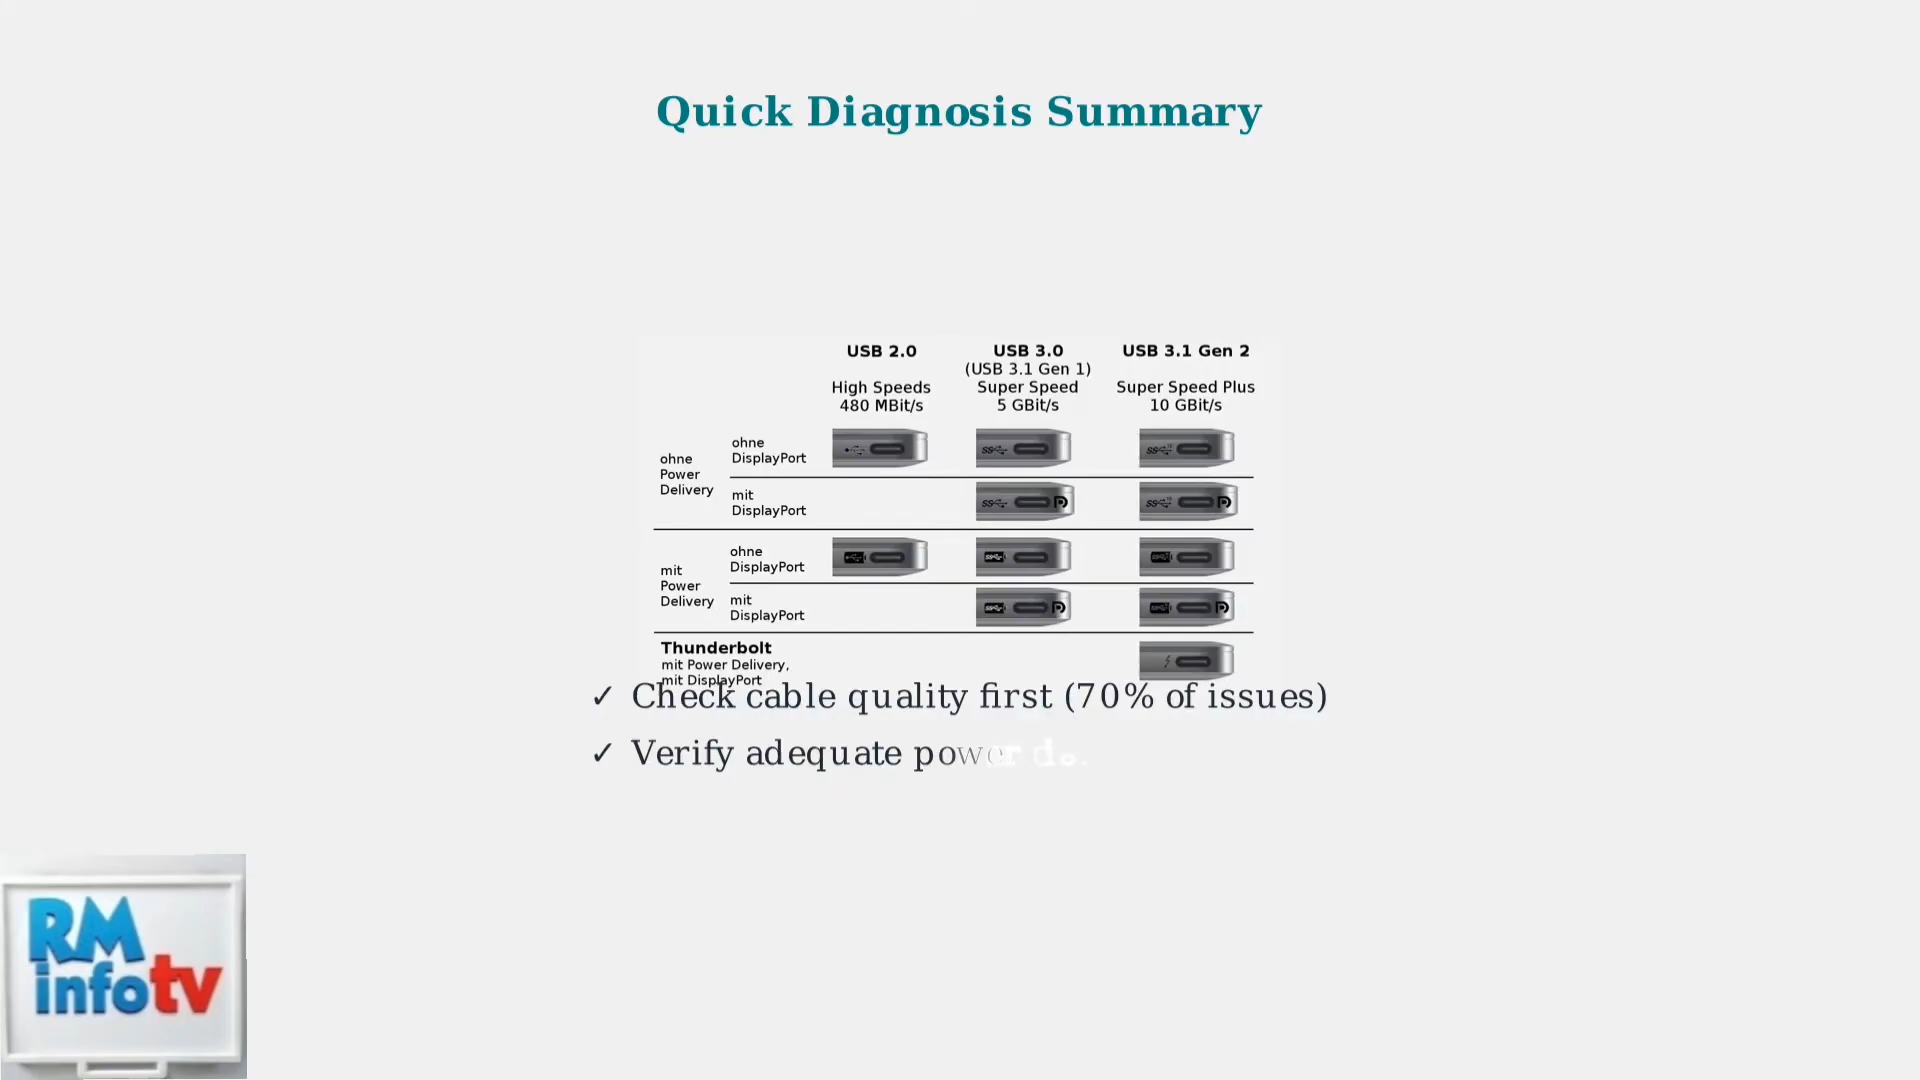 Quick Diagnosis Summary
USB 2.0 USB 3.0 USB 3.1 Gen 2
(USB 3.1 Gen 1)
High Speeds Super Speed Super Speed Plus
480 MBit/s 5 GBit/s 10 GBit/s
ohne
DisplayPort
ohne
Power
Delivery
mit
DisplayPort
ohne
DisplayPort
mit
Power
Delivery
mit
DisplayPort
Thunderbolt
mit Power Delivery,
mit DisplayPort
✓ Check cable quality first (70% of issues)
✓ Verify adequate power
RM
infotv